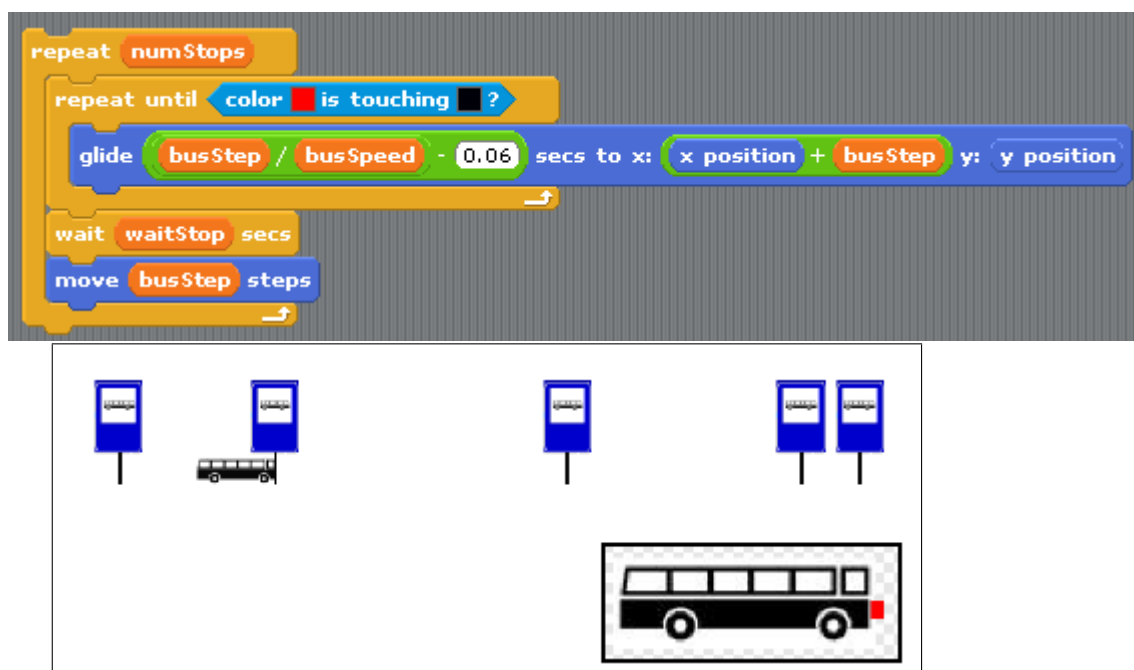 repeat numStops
repeat until color is touching ?
glide busStep / busSpeed - 0.06 secs to x: x position + busStep y: y position
wait waitStop secs
move busStep steps